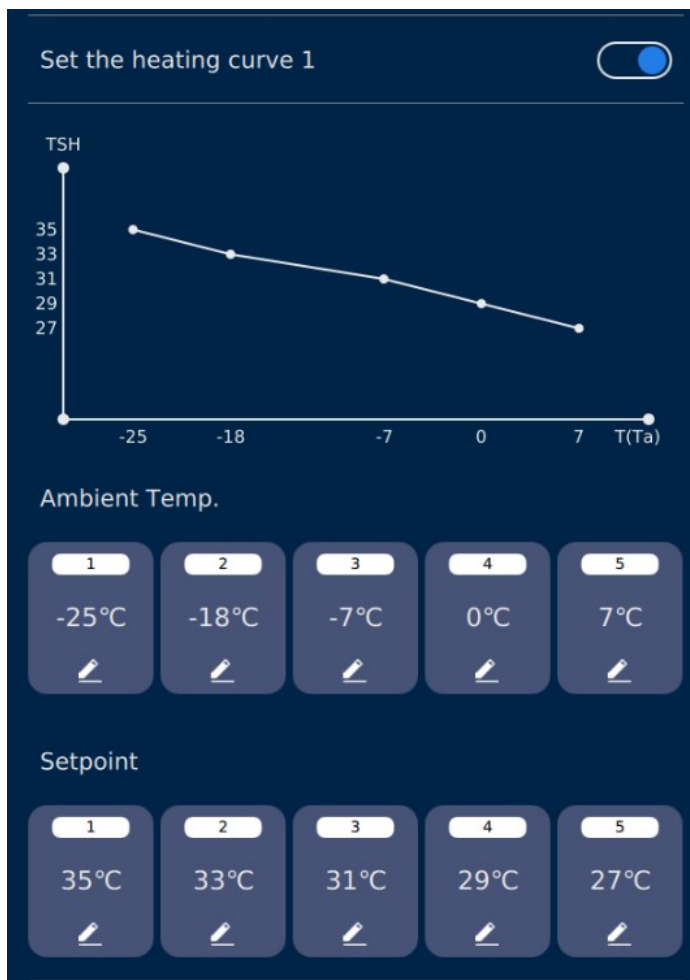 Set the heating curve 1
TSH
35
33
31
29
27
-25 -18 -7 0 7 T(Ta)
Ambient Temp.
1 2 3 4 5
-25°C -18°C -7°C 0°C 7°C
Setpoint
1 2 3 4 5
35°C 33°C 31°C 29°C 27°C